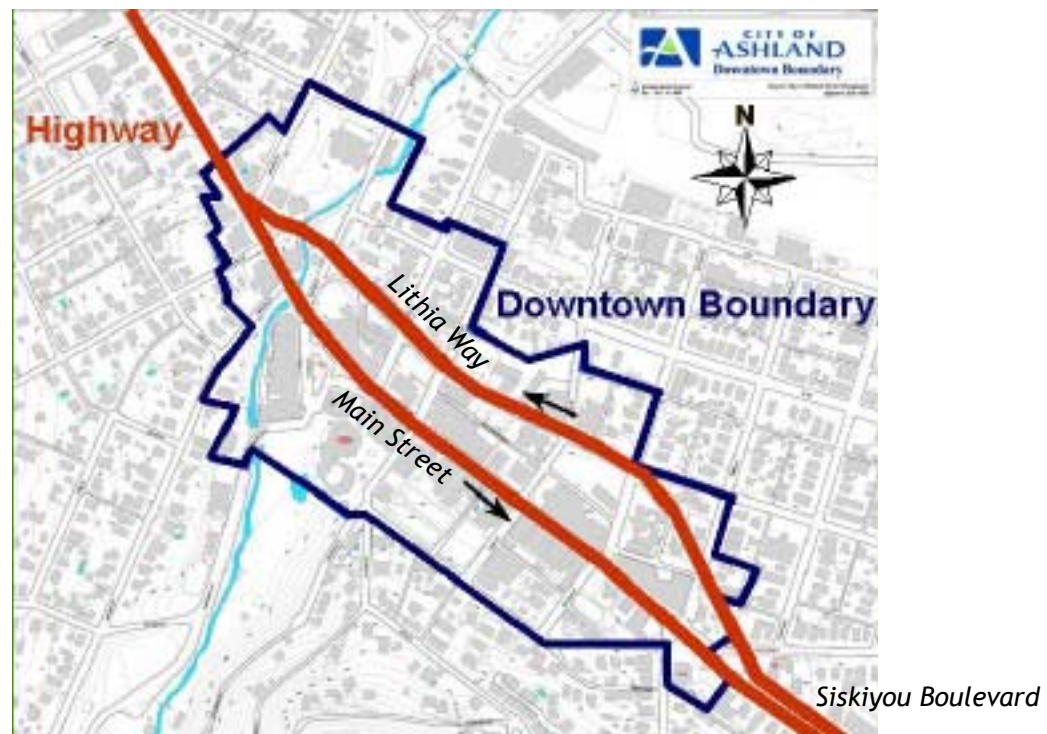 CITY OF
ASHLAND
Downtown Boundary
N
Highway
Downtown Boundary
Lithia Way
Main Street
Siskiyou Boulevard